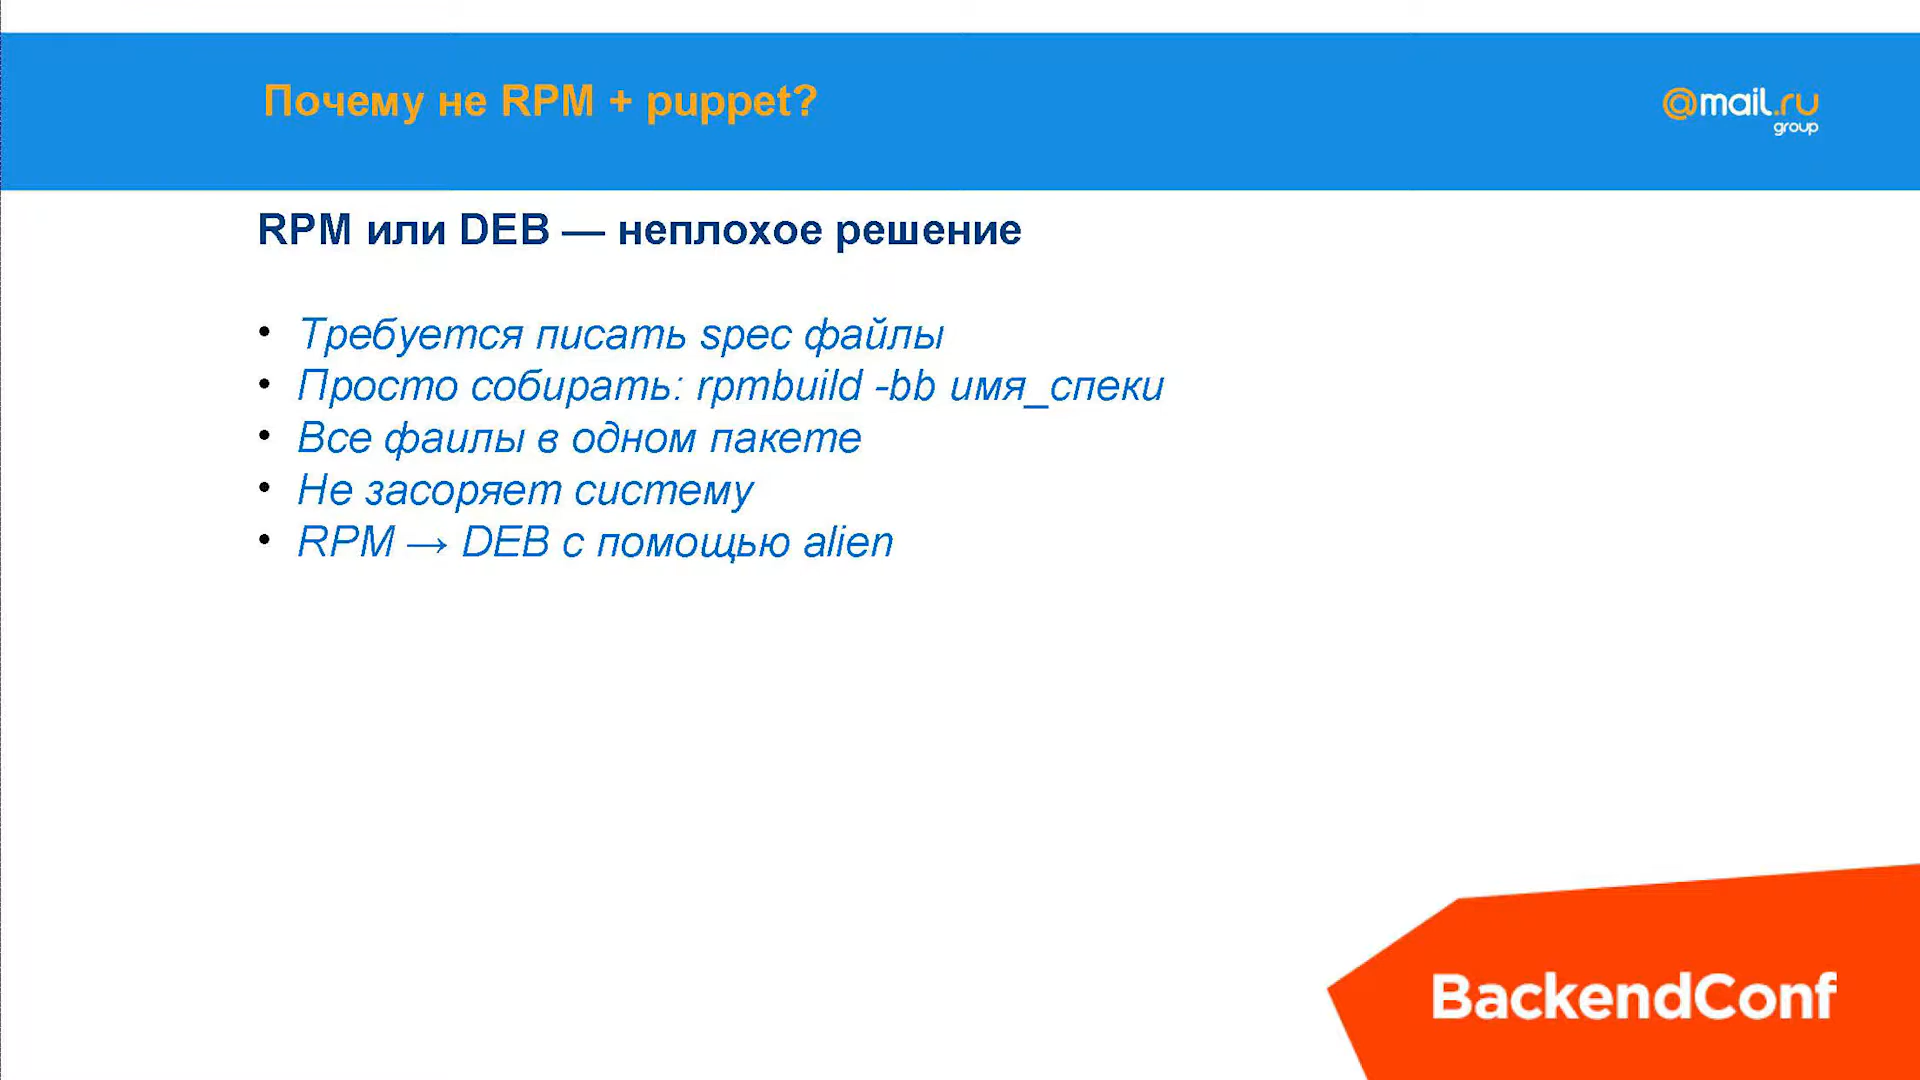 Почему не RPM + puppet?
@mail.ru
group
RPM или DEB — неплохое решение
• Требуется писать spec файлы
• Просто собирать: rpmbuild -bb имя_спеки
• Все фаилы в одном пакете
• Не засоряет систему
• RPM → DEB с помощью alien
BackendConf